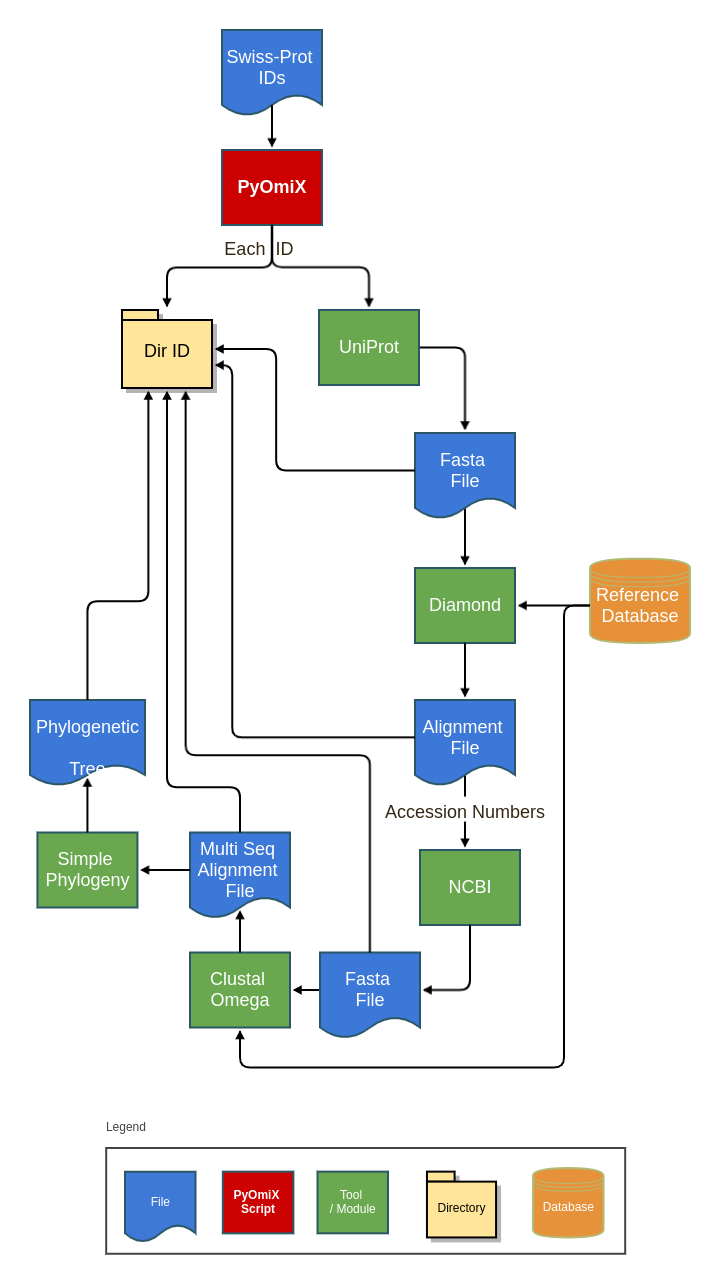 Swiss-Prot
IDs
PyOmiX
Each ID
Dir ID
UniProt
Fasta
File
Diamond
Reference
Database
Phylogenetic
Tree
Alignment
File
Accession Numbers
Simple
Phylogeny
Multi Seq
Alignment
File
NCBI
Clustal
Omega
Fasta
File
Legend
File
PyOmiX
Script
Tool
/ Module
Directory
Database